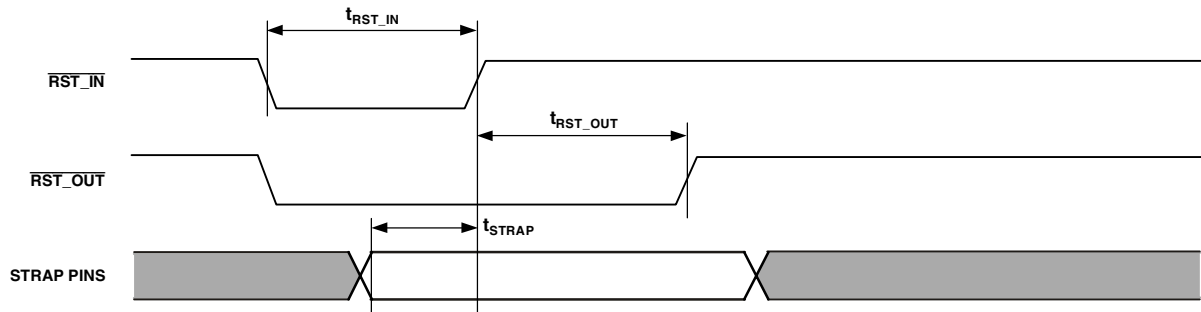 tRST_IN
RST_IN
tRST_OUT
RST_OUT
tSTRAP
STRAP PINS